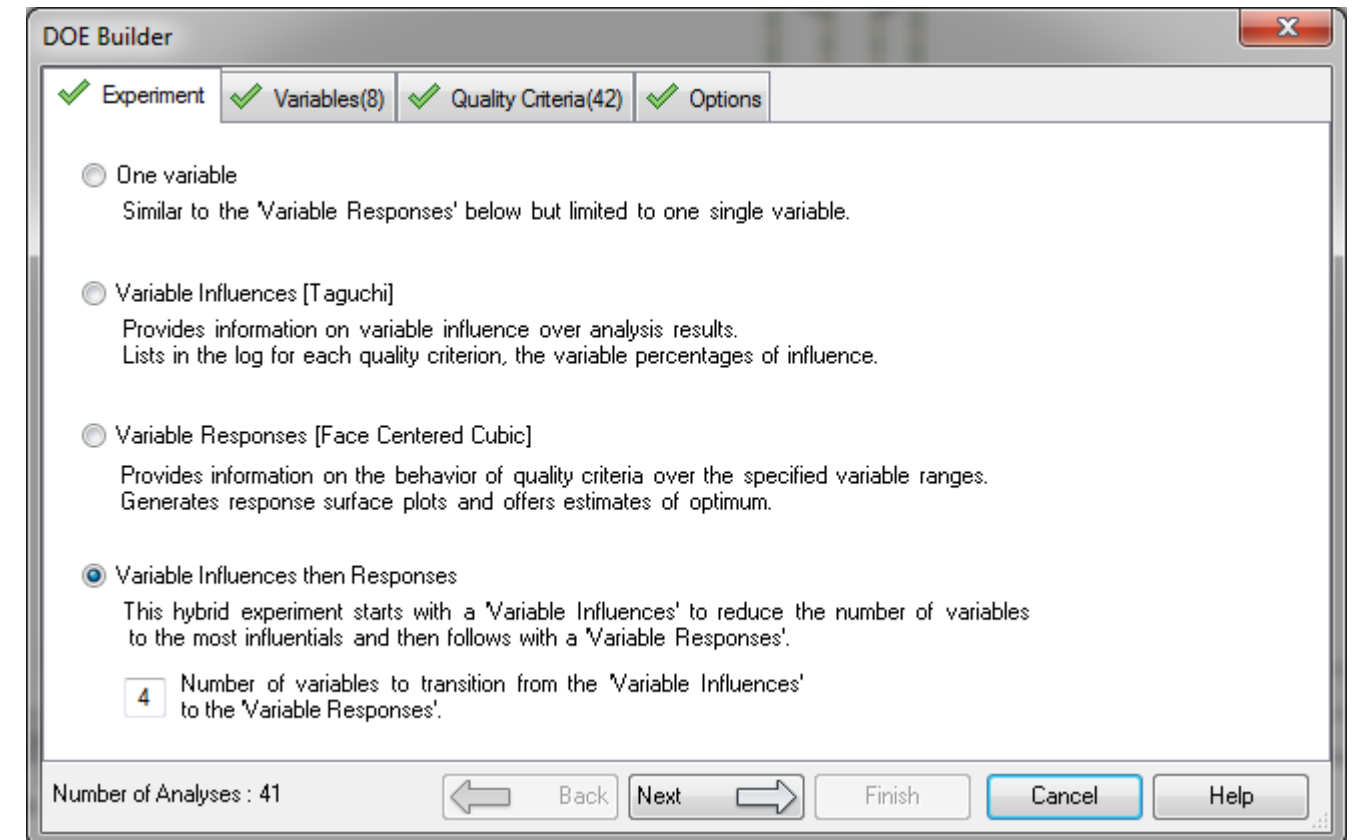 DOE Builder
Experiment
Variables(8)
Quality Criteria(42)
Options
One variable
Similar to the 'Variable Responses' below but limited to one single variable.
Variable Influences [Taguchi]
Provides information on variable influence over analysis results.
Lists in the log for each quality criterion, the variable percentages of influence.
Variable Responses [Face Centered Cubic]
Provides information on the behavior of quality criteria over the specified variable ranges.
Generates response surface plots and offers estimates of optimum.
Variable Influences then Responses
This hybrid experiment starts with a 'Variable Influences' to reduce the number of variables
to the most influentials and then follows with a 'Variable Responses'.
4
Number of variables to transition from the 'Variable Influences'
to the 'Variable Responses'.
Number of Analyses : 41
Back
Next
Finish
Cancel
Help